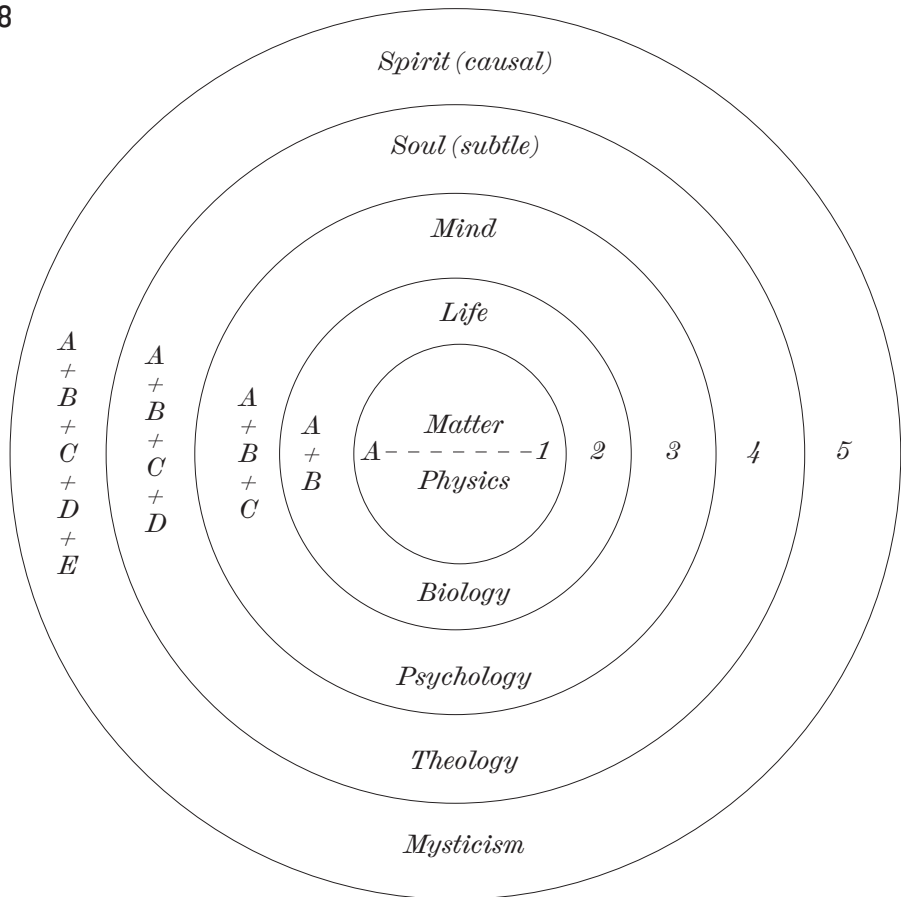 8
Spirit (causal)
Soul (subtle)
Mind
Life
A
+
B
+
C
+
D
+
E
A
+
B
+
C
+
D
A
+
B
+
C
A
+
B
Matter
A - - - - - - - 1 2 3 4 5
Physics
Biology
Psychology
Theology
Mysticism